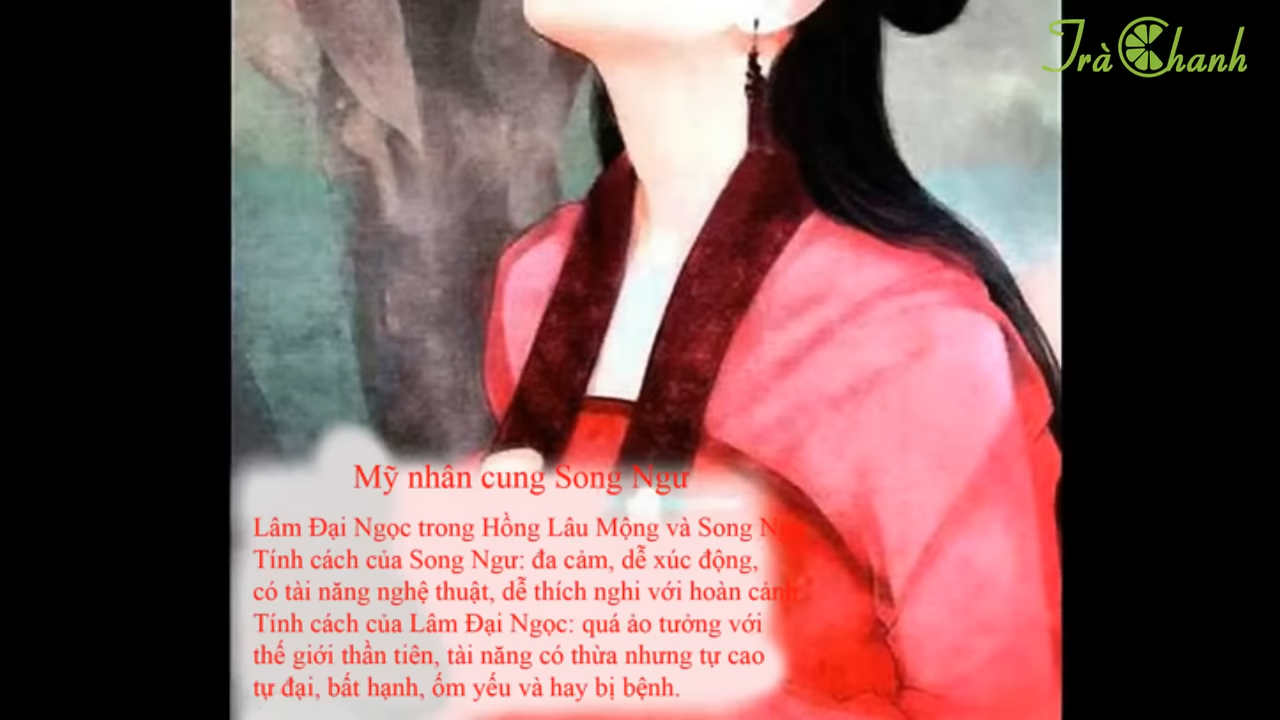 Trà Chanh
Mỹ nhân cung Song Ngư
Lâm Đại Ngọc trong Hồng Lâu Mộng và Song
Tính cách của Song Ngư: đa cảm, dễ xúc động,
có tài năng nghệ thuật, dễ thích nghi với hoàn cảnh
Tính cách của Lâm Đại Ngọc: quá ảo tưởng với
thế giới thần tiên, tài năng có thừa nhưng tự cao
tự đại, bất hạnh, ốm yếu và hay bị bệnh.